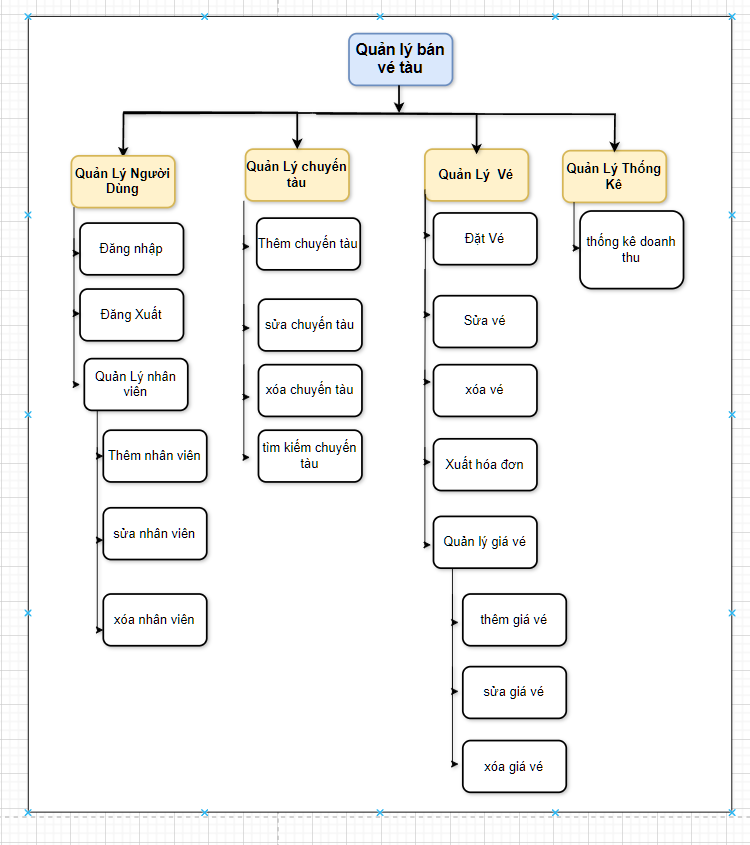 Quản lý bán
vé tàu
Quản Lý Người
Dùng
Đăng nhập
Đăng Xuất
Quản Lý nhân
viên
Thêm nhân viên
sửa nhân viên
xóa nhân viên
Quản Lý chuyến
tàu
Thêm chuyến tàu
sửa chuyến tàu
xóa chuyến tàu
tìm kiếm chuyến
tàu
Quản Lý Vé
Đặt Vé
Sửa vé
xóa vé
Xuất hóa đơn
Quản lý giá vé
thêm giá vé
sửa giá vé
xóa giá vé
Quản Lý Thống
Kê
thống kê doanh
thu